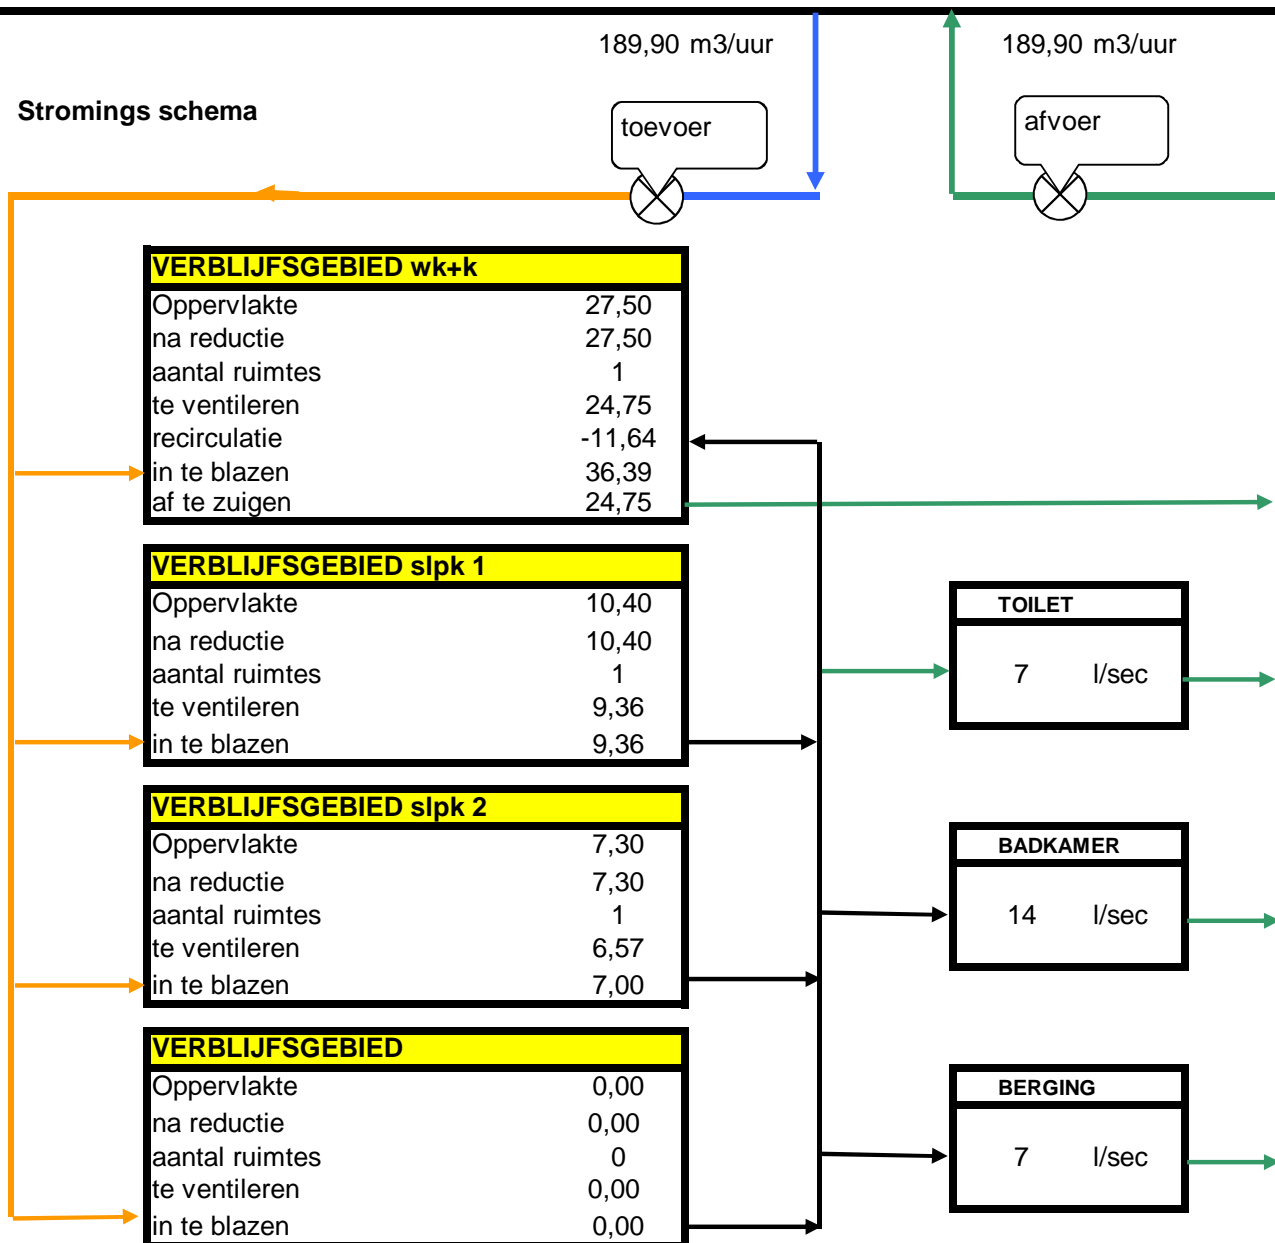 189,90 m3/uur
189,90 m3/uur
Stromings schema
toevoer
afvoer
VERBLIJFSGEBIED wk+k
Oppervlakte 27,50
na reductie 27,50
aantal ruimtes 1
te ventileren 24,75
recirculatie -11,64
in te blazen 36,39
af te zuigen 24,75
VERBLIJFSGEBIED slpk 1
Oppervlakte 10,40
na reductie 10,40
aantal ruimtes 1
te ventileren 9,36
in te blazen 9,36
TOILET
7 l/sec
VERBLIJFSGEBIED slpk 2
Oppervlakte 7,30
na reductie 7,30
aantal ruimtes 1
te ventileren 6,57
in te blazen 7,00
BADKAMER
14 l/sec
VERBLIJFSGEBIED
Oppervlakte 0,00
na reductie 0,00
aantal ruimtes 0
te ventileren 0,00
in te blazen 0,00
BERGING
7 l/sec